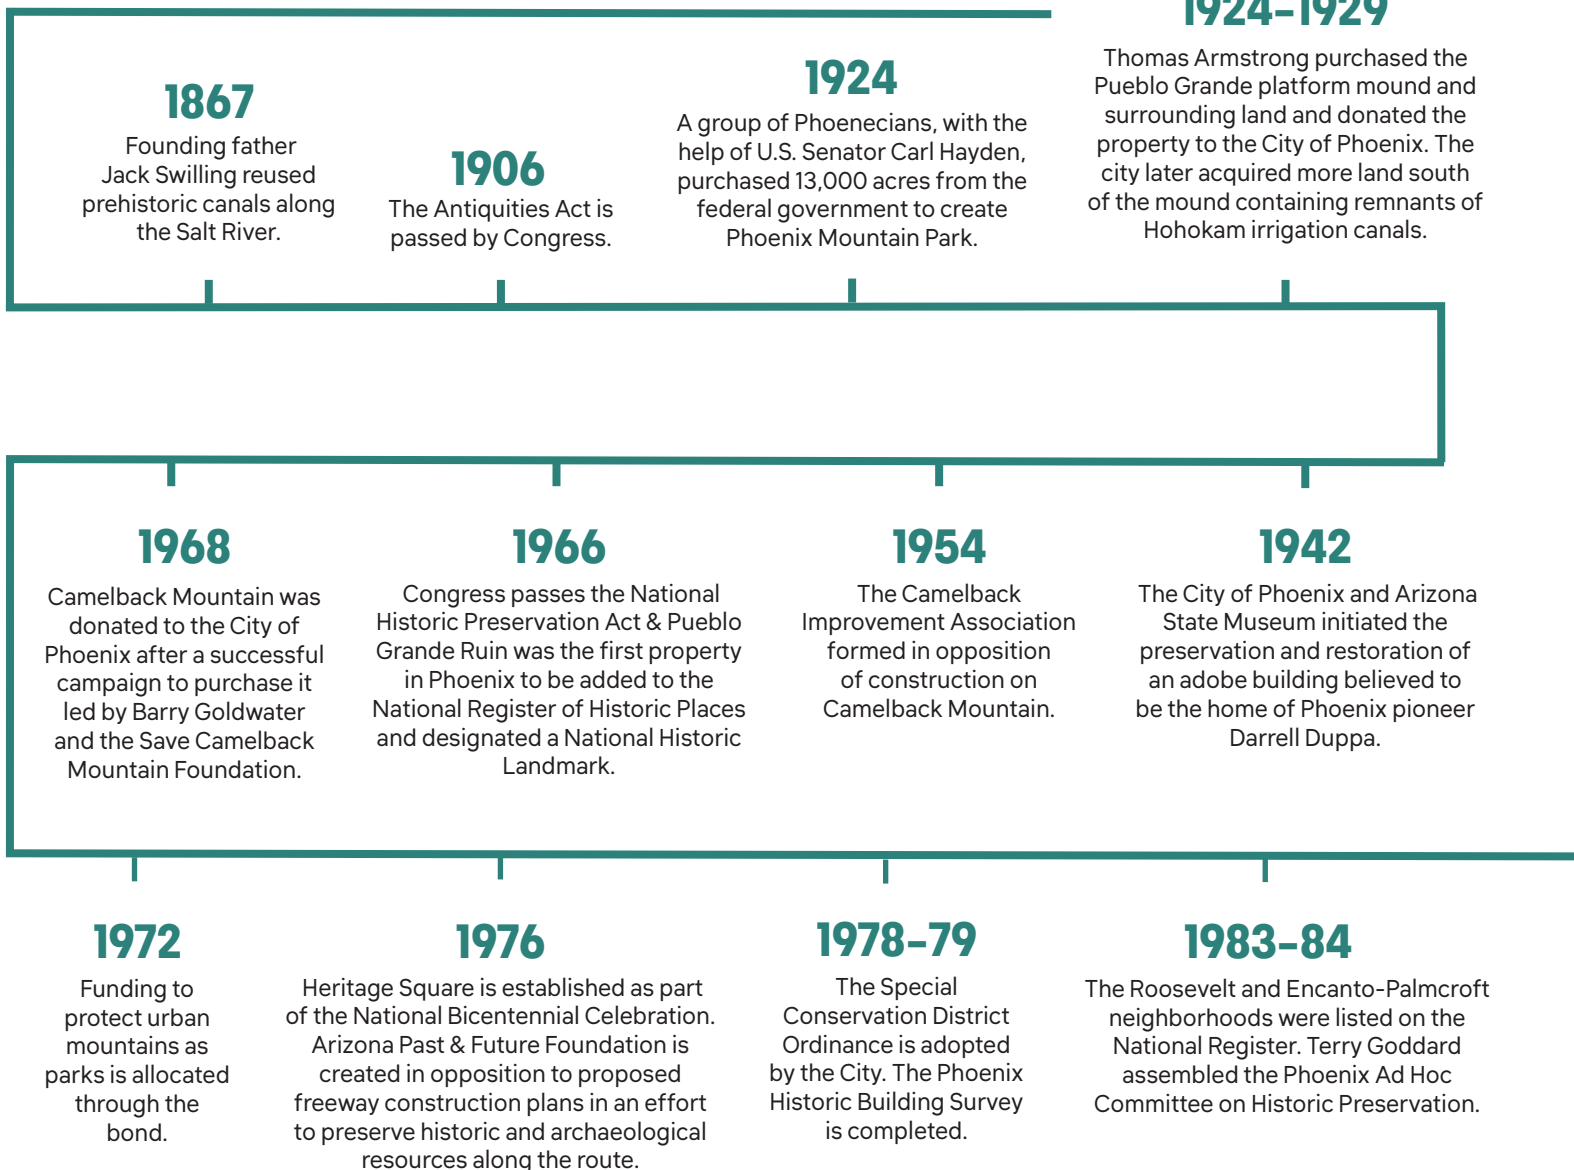 1867
Founding father
Jack Swilling reused
prehistoric canals along
the Salt River.
1906
The Antiquities Act is
passed by Congress.
1924
A group of Phoenecians, with the
help of U.S. Senator Carl Hayden,
purchased 13,000 acres from the
federal government to create
Phoenix Mountain Park.
1924–1929
Thomas Armstrong purchased the
Pueblo Grande platform mound and
surrounding land and donated the
property to the City of Phoenix. The
city later acquired more land south
of the mound containing remnants of
Hohokam irrigation canals.
1968
Camelback Mountain was
donated to the City of
Phoenix after a successful
campaign to purchase it
led by Barry Goldwater
and the Save Camelback
Mountain Foundation.
1966
Congress passes the National
Historic Preservation Act & Pueblo
Grande Ruin was the first property
in Phoenix to be added to the
National Register of Historic Places
and designated a National Historic
Landmark.
1954
The Camelback
Improvement Association
formed in opposition
of construction on
Camelback Mountain.
1942
The City of Phoenix and Arizona
State Museum initiated the
preservation and restoration of
an adobe building believed to
be the home of Phoenix pioneer
Darrell Duppa.
1972
Funding to
protect urban
mountains as
parks is allocated
through the
bond.
1976
Heritage Square is established as part
of the National Bicentennial Celebration.
Arizona Past & Future Foundation is
created in opposition to proposed
freeway construction plans in an effort
to preserve historic and archaeological
resources along the route.
1978–79
The Special
Conservation District
Ordinance is adopted
by the City. The Phoenix
Historic Building Survey
is completed.
1983–84
The Roosevelt and Encanto-Palmcroft
neighborhoods were listed on the
National Register. Terry Goddard
assembled the Phoenix Ad Hoc
Committee on Historic Preservation.